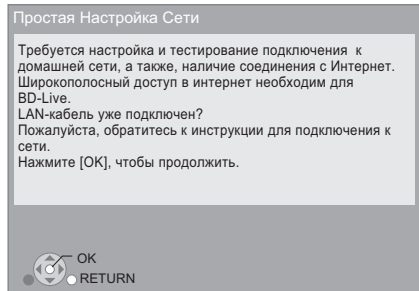 Простая Настройка Сети
Требуется настройка и тестирование подключения к
домашней сети, а также, наличие соединения с Интернет.
Широкополосный доступ в интернет необходим для
BD-Live.
LAN-кабель уже подключен?
Пожалуйста, обратитесь к инструкции для подключения к
сети.
Нажмите [OK], чтобы продолжить.
OK
RETURN